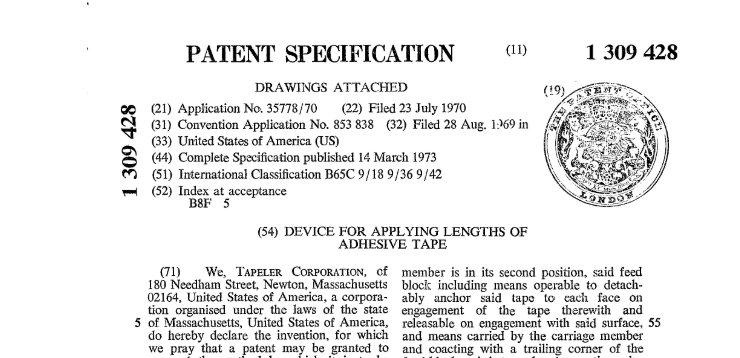 PATENT SPECIFICATION (11) 1 309 428
DRAWINGS ATTACHED
1 309 428
(21) Application No. 35778/70 (22) Filed 23 July 1970
(31) Convention Application No. 853 838 (32) Filed 28 Aug. 1969 in
(33) United States of America (US)
(44) Complete Specification published 14 March 1973
(51) International Classification B65C 9/18 9/36 9/42
(52) Index at acceptance
B8F 5
(19)
THE PATENT OFFICE
LONDON
(54) DEVICE FOR APPLYING LENGTHS OF
ADHESIVE TAPE
(71) We, TAPELER CORPORATION, of
180 Needham Street, Newton, Massachusetts
02164, United States of America, a corpora-
tion organised under the laws of the state
5 of Massachusetts, United States of America,
do hereby declare the invention, for which
we pray that a patent may be granted to
member is in its second position, said feed
block including means operable to detach-
ably anchor said tape to each face on
engagement of the tape therewith and
releasable on engagement with said surface, 55
and means carried by the carriage member
and coacting with a trailing corner of the